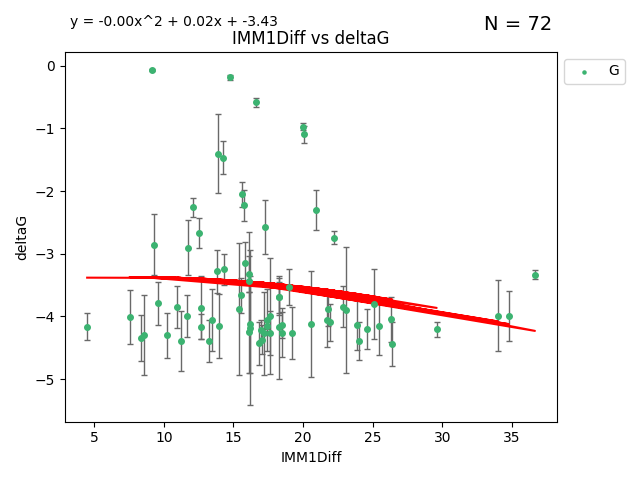 y = -0.00x^2 + 0.02x + -3.43
N = 72
IMM1Diff vs deltaG
G
deltaG
0
−1
−2
−3
−4
−5
5 10 15 20 25 30 35
IMM1Diff